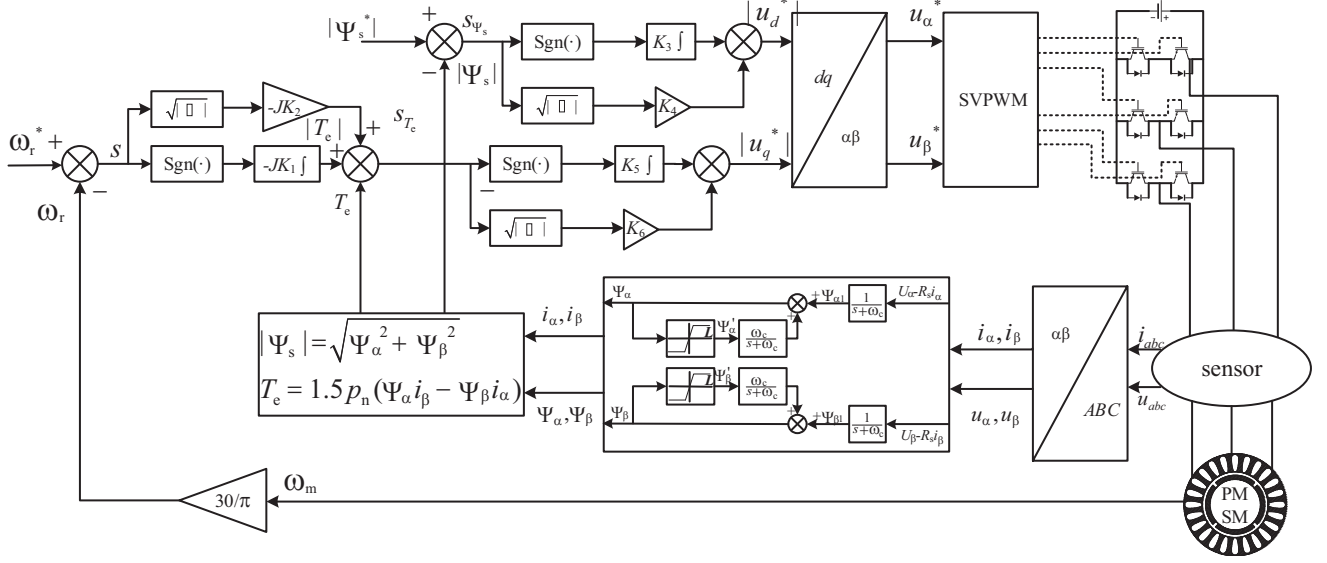 |Ψs*|
+
sΨs
−
|Ψs|
Sgn(·)
K3 ∫
|ud*|
√|▯|
K4
dq
αβ
uα*
uβ*
SVPWM
+
ωr* +
s
−
ωr
√|▯|
-JK2
|Te|
+
sTe
Sgn(·)
-JK1 ∫
+
Te
−
Sgn(·)
K5 ∫
|uq*|
√|▯|
K6
|Ψs| = √Ψα² + Ψβ²
Te = 1.5pn(Ψαiβ − Ψβiα)
iα, iβ
Ψα, Ψβ
Ψα
+Ψα1
1/(s+ωc)
Uα-Rsiα
L
Ψα'
ωc/(s+ωc)
+
L
Ψβ'
ωc/(s+ωc)
+
Ψβ
+Ψβ1
1/(s+ωc)
Uβ-Rsiβ
iα, iβ
uα, uβ
αβ
ABC
iabc
uabc
sensor
30/π
ωm
PM
SM